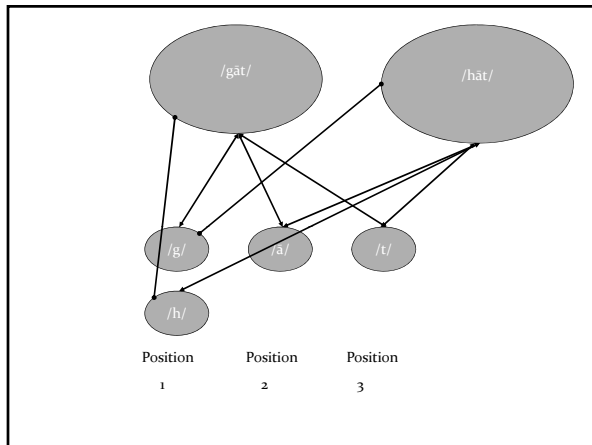 /gāt/ /hāt/
/g/ /ā/ /t/
/h/
Position Position Position
1 2 3